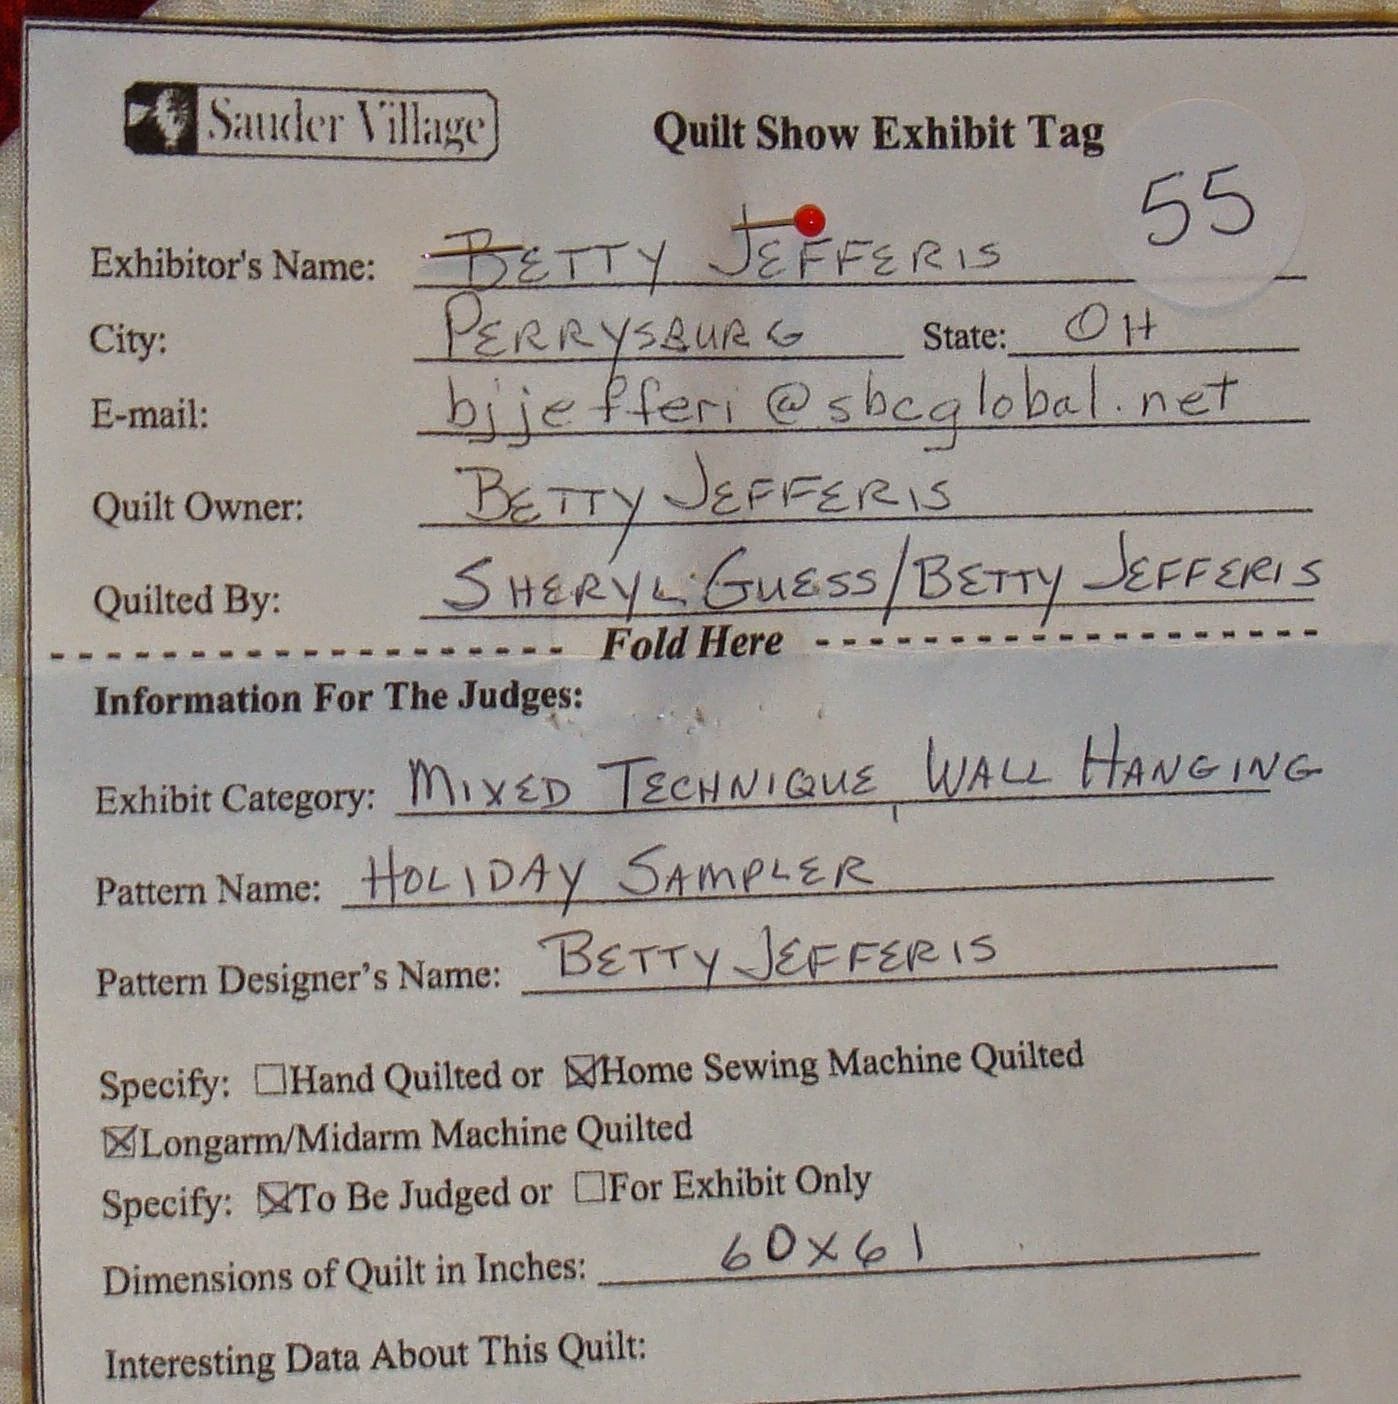 Sauder Village
Quilt Show Exhibit Tag
55
Exhibitor's Name: BETTY JEFFERIS
City: PERRYSBURG State: OH
E-mail: bjjefferi@sbcglobal.net
Quilt Owner: BETTY JEFFERIS
Quilted By: SHERYL GUESS/BETTY JEFFERIS
Fold Here
Information For The Judges:
Exhibit Category: MIXED TECHNIQUE, WALL HANGING
Pattern Name: HOLIDAY SAMPLER
Pattern Designer's Name: BETTY JEFFERIS
Specify: ☐Hand Quilted or ☒Home Sewing Machine Quilted
☒Longarm/Midarm Machine Quilted
Specify: ☒To Be Judged or ☐For Exhibit Only
Dimensions of Quilt in Inches: 60X61
Interesting Data About This Quilt: